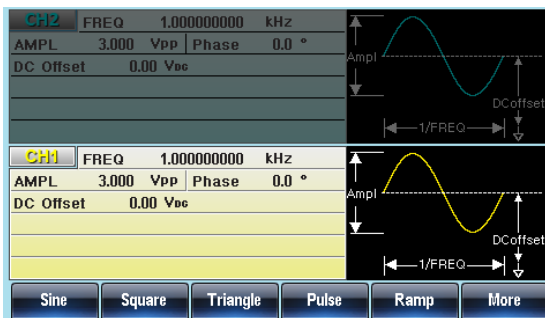 CH2 FREQ 1.000000000 kHz
AMPL 3.000 Vpp Phase 0.0 °
DC Offset 0.00 VDC
Ampl
DCoffset
1/FREQ
CH1 FREQ 1.000000000 kHz
AMPL 3.000 Vpp Phase 0.0 °
DC Offset 0.00 VDC
Ampl
DCoffset
1/FREQ
Sine Square Triangle Pulse Ramp More